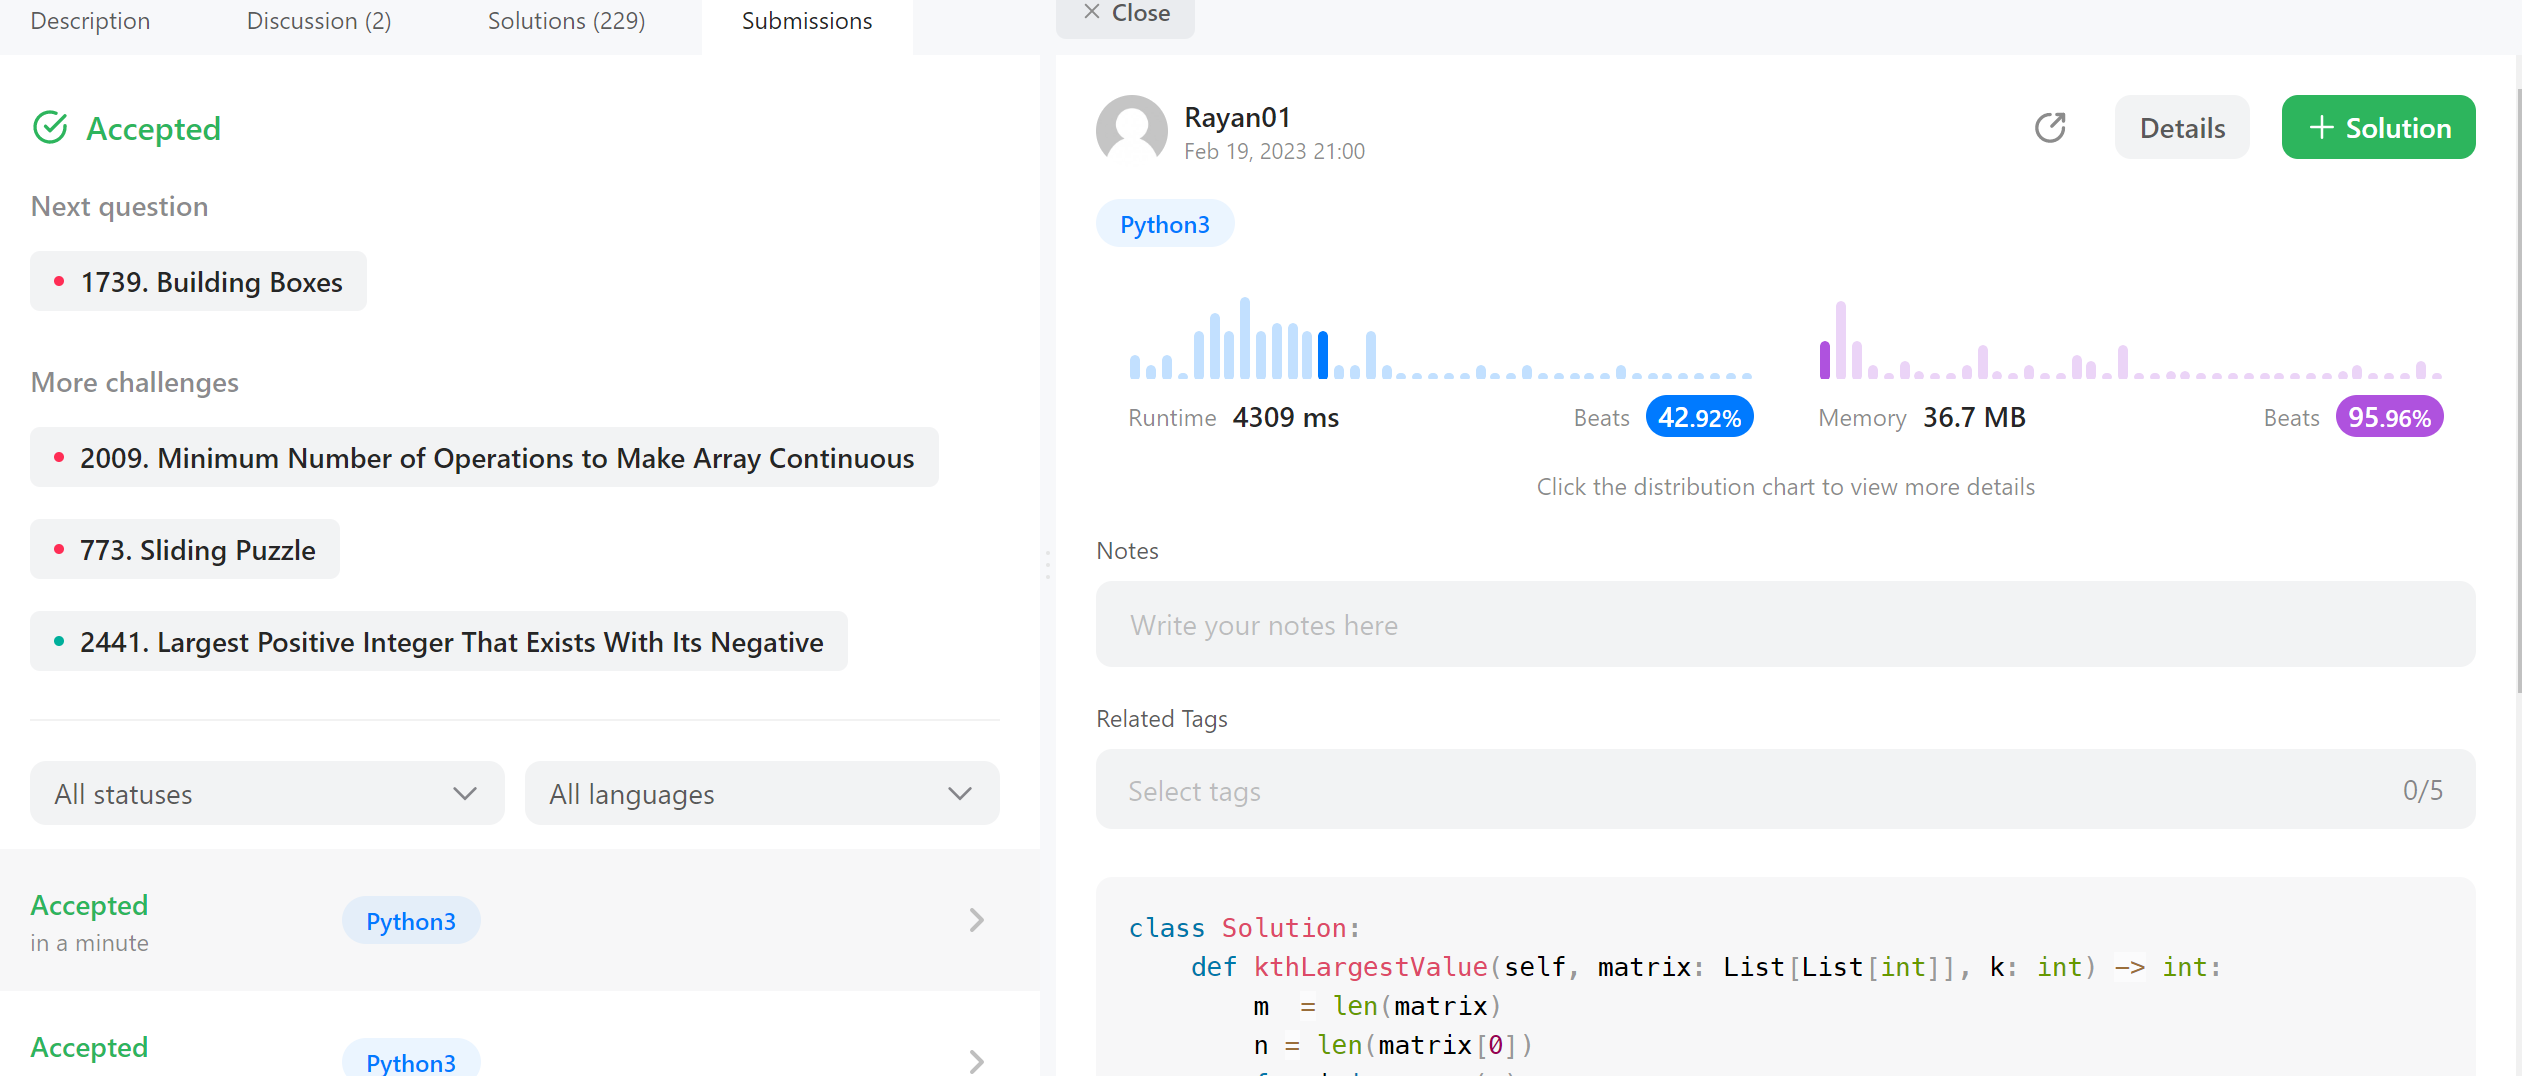 Description
Discussion (2)
Solutions (229)
Submissions
Close
Accepted
Next question
1739. Building Boxes
More challenges
2009. Minimum Number of Operations to Make Array Continuous
773. Sliding Puzzle
2441. Largest Positive Integer That Exists With Its Negative
All statuses
All languages
Accepted
in a minute
Python3
Accepted
Python3
Rayan01
Feb 19, 2023 21:00
Details
+ Solution
Python3
Runtime 4309 ms
Beats 42.92%
Memory 36.7 MB
Beats 95.96%
Click the distribution chart to view more details
Notes
Write your notes here
Related Tags
Select tags
0/5
class Solution:
    def kthLargestValue(self, matrix: List[List[int]], k: int) -> int:
        m  = len(matrix)
        n = len(matrix[0])